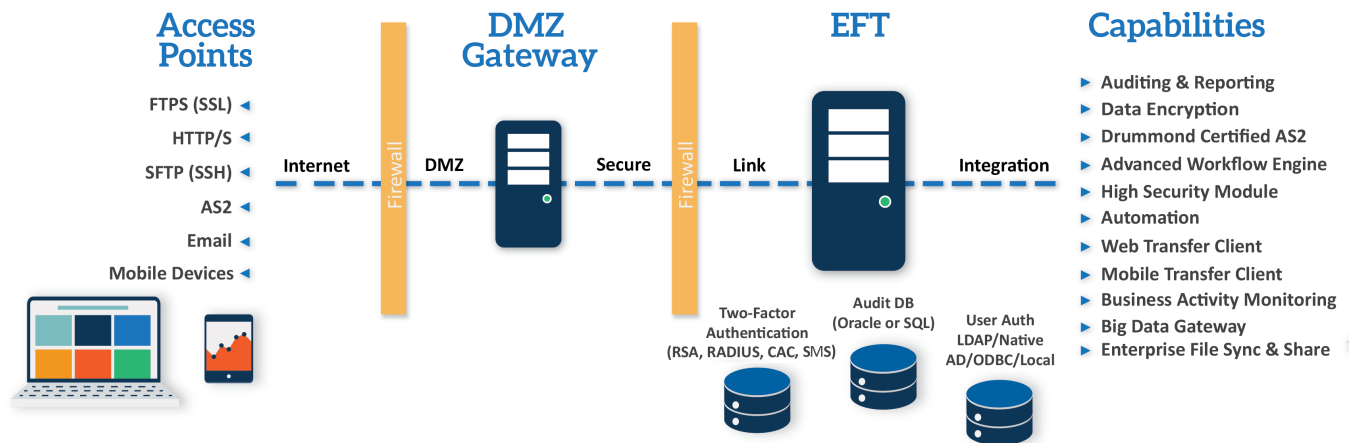 Access
Points
FTPS (SSL)
HTTP/S
SFTP (SSH)
AS2
Email
Mobile Devices
Internet
Firewall
DMZ
Gateway
DMZ
Secure
Firewall
EFT
Link
Integration
Two-Factor
Authentication
(RSA, RADIUS, CAC, SMS)
Audit DB
(Oracle or SQL)
User Auth
LDAP/Native
AD/ODBC/Local
Capabilities
Auditing & Reporting
Data Encryption
Drummond Certified AS2
Advanced Workflow Engine
High Security Module
Automation
Web Transfer Client
Mobile Transfer Client
Business Activity Monitoring
Big Data Gateway
Enterprise File Sync & Share